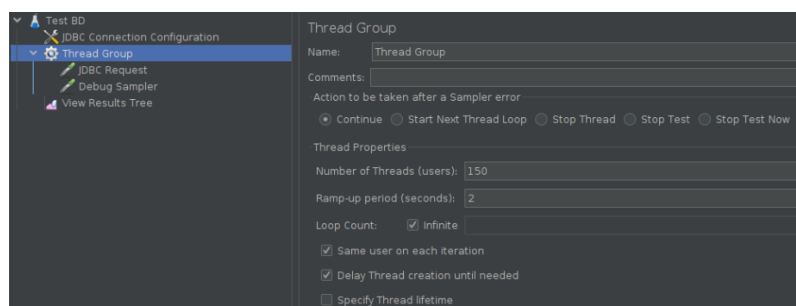 Test BD
JDBC Connection Configuration
Thread Group
JDBC Request
Debug Sampler
View Results Tree
Thread Group
Name: Thread Group
Comments:
Action to be taken after a Sampler error
Continue Start Next Thread Loop Stop Thread Stop Test Stop Test Now
Thread Properties
Number of Threads (users): 150
Ramp-up period (seconds): 2
Loop Count: Infinite
Same user on each iteration
Delay Thread creation until needed
Specify Thread lifetime